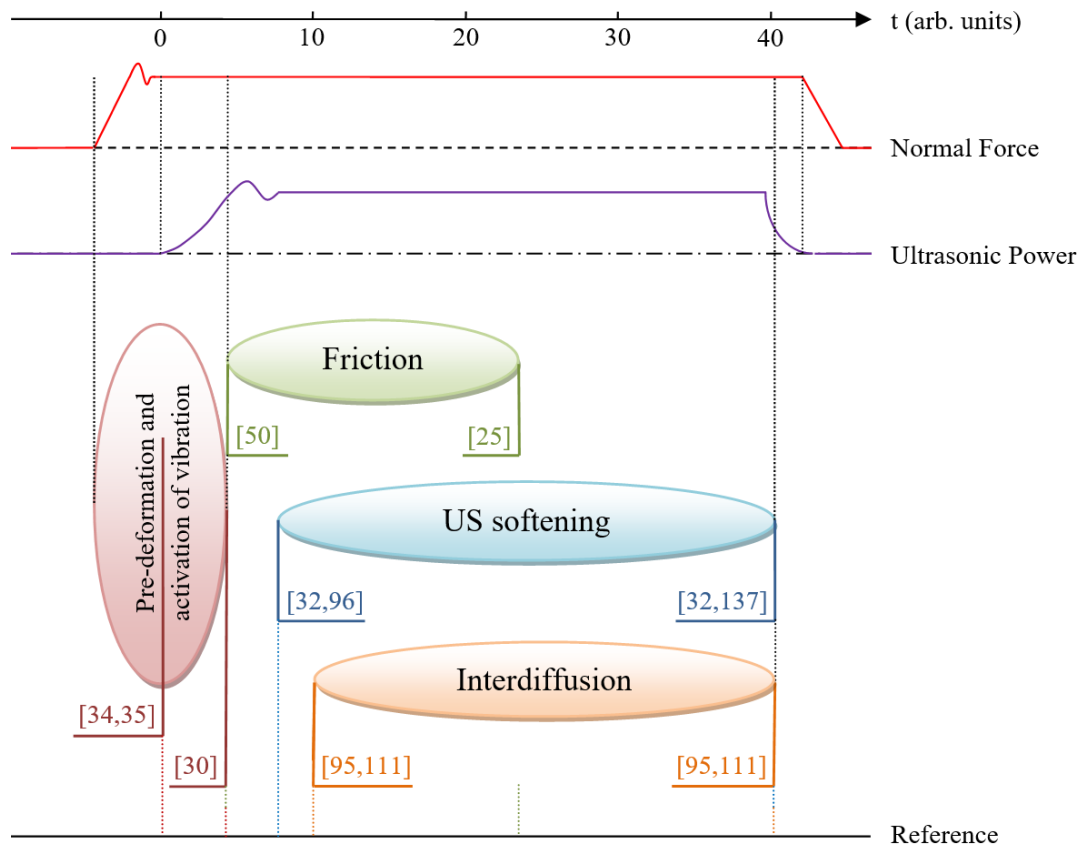 t (arb. units)
0 10 20 30 40
Normal Force
Ultrasonic Power
Friction
Pre-deformation and
activation of vibration
[50]
[25]
US softening
[32,96]
[32,137]
Interdiffusion
[34,35]
[30]
[95,111]
[95,111]
Reference